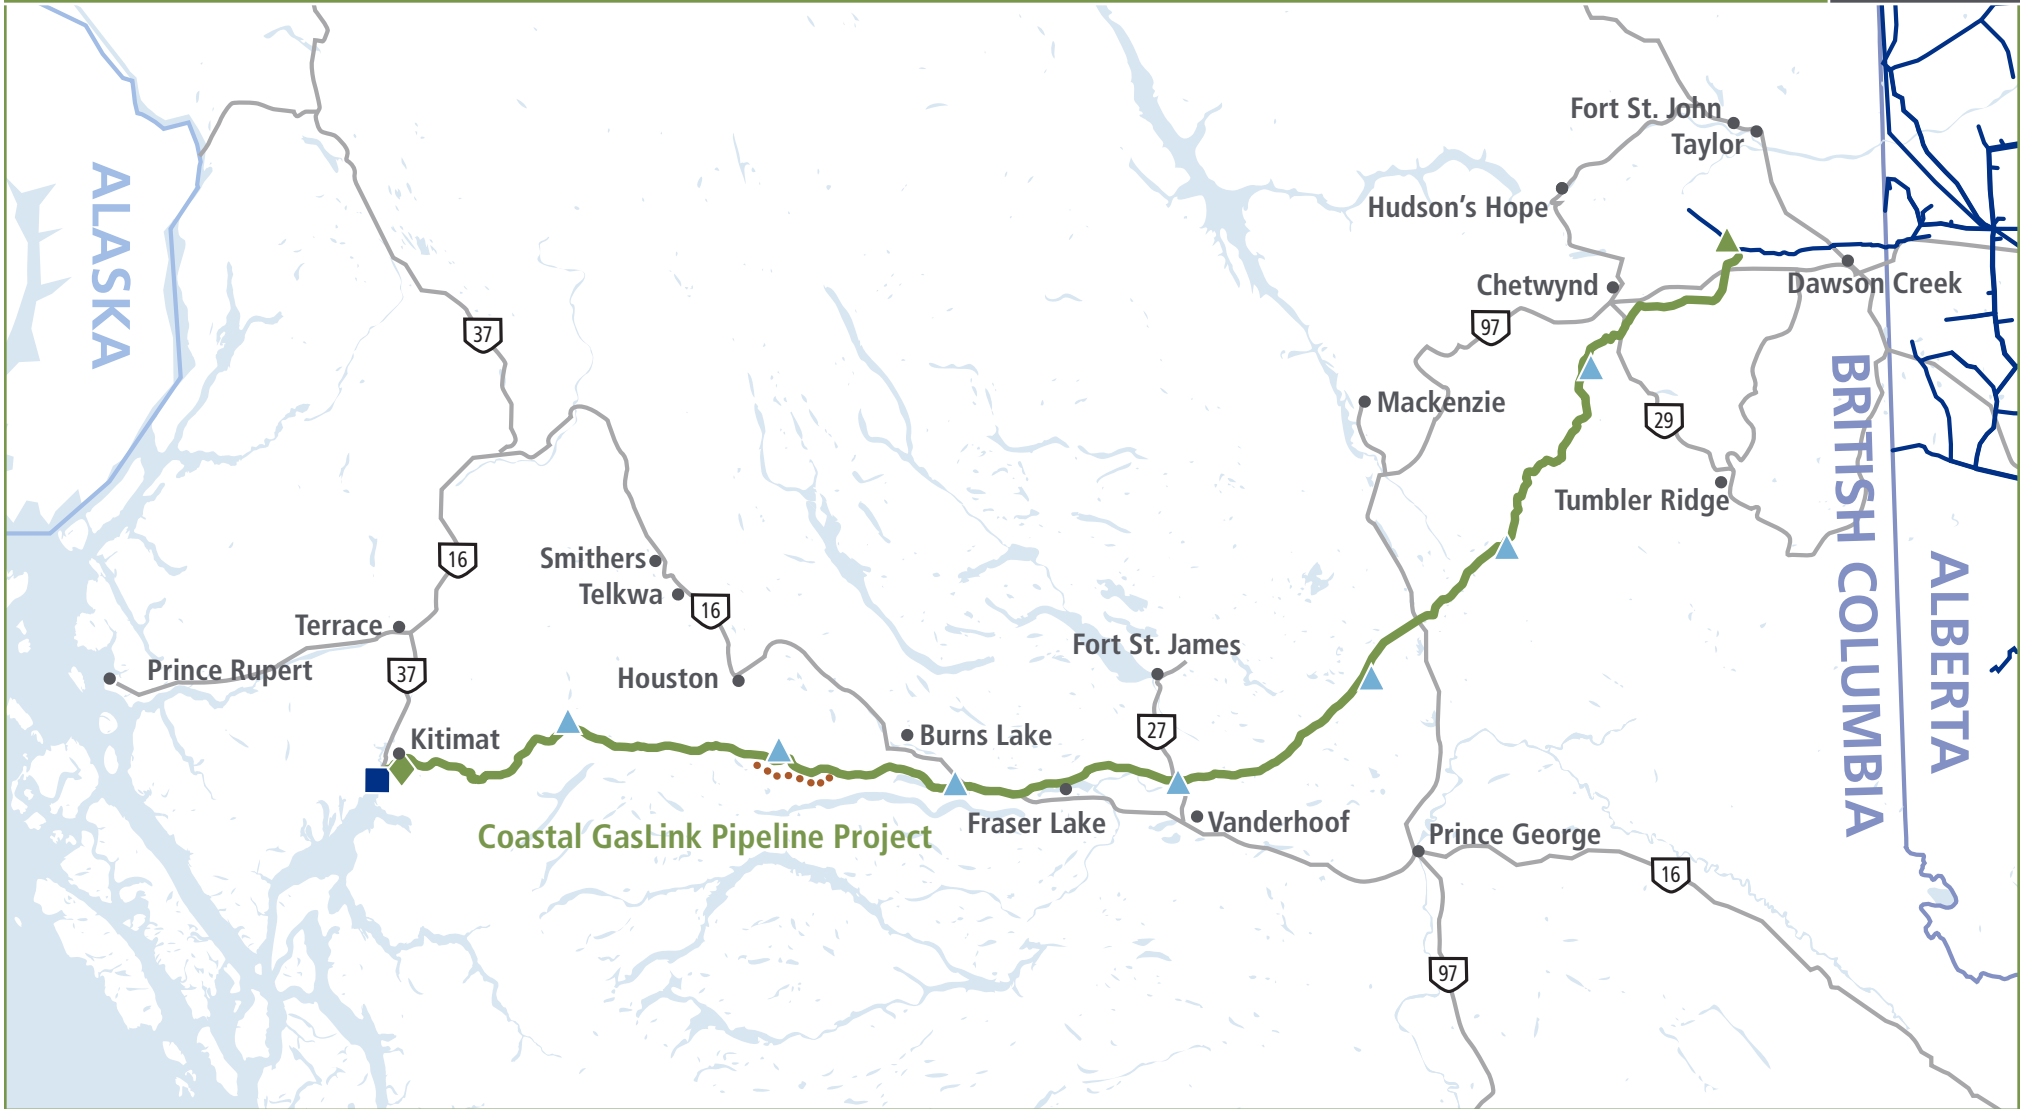 Fort St. John
Taylor
ALASKA
Hudson's Hope
Chetwynd
Dawson Creek
37
97
BRITISH COLUMBIA
Mackenzie
29
Tumbler Ridge
16
Smithers
Telkwa
16
ALBERTA
Terrace
Fort St. James
Prince Rupert
37
Houston
27
Kitimat
Burns Lake
Fraser Lake
Vanderhoof
Coastal GasLink Pipeline Project
Prince George
16
97